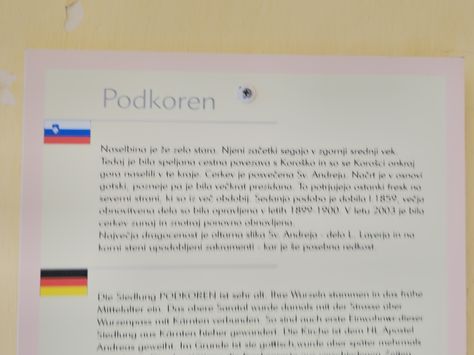 Podkoren
Naselbina je že zelo stara. Njeni začetki segajo v zgornji srednji vek.
Tedaj je bila speljana cestna povezava s Koroško in so se Korošci onkraj
gora naselili v te kraje. Cerkev je posvečena Sv. Andreju. Načrt je v osnovi
gotski, pozneje pa je bila večkrat prezidana. To potrjujejo ostanki fresk na
severni strani, ki so iz več obdobij. Sedanjo podobo je dobila l.1859, večja
obnovitvena dela so bila opravljena v letih 1899-1900. V letu 2003 je bila
cerkev zunaj in znotraj ponovno obnovljena.
Največja dragocenost je oltarna slika Sv. Andreja - delo L. Layerja in na
korni steni upodobljeni zakramenti - kar je še posebna redkost.
Die Siedlung PODKOREN ist sehr alt. Ihre Wurzeln stammen in das frühe
Mittelalter ein. Das obere Savatal wurde damals mit der Strasse über
Wurzenpass mit Kärnten verbunden. So sind auch erste Einwohner dieser
Siedlung aus Kärnten hieher gewandert. Die Kirche ist dem Hl. Apostel
Andreas geweiht. Im Grunde ist sie gottisch wurde aber später mehrmals